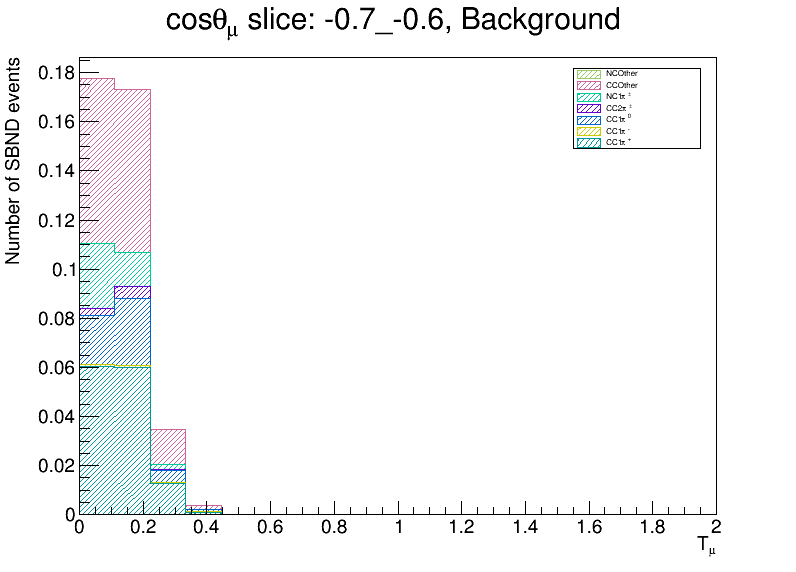 cosθμ slice: -0.7_-0.6, Background
Number of SBND events
0.18
0.16
0.14
0.12
0.1
0.08
0.06
0.04
0.02
0
NCOther
CCOther
NC1π ±
CC2π ±
CC1π 0
CC1π -
CC1π +
0 0.2 0.4 0.6 0.8 1 1.2 1.4 1.6 1.8 2
Tμ